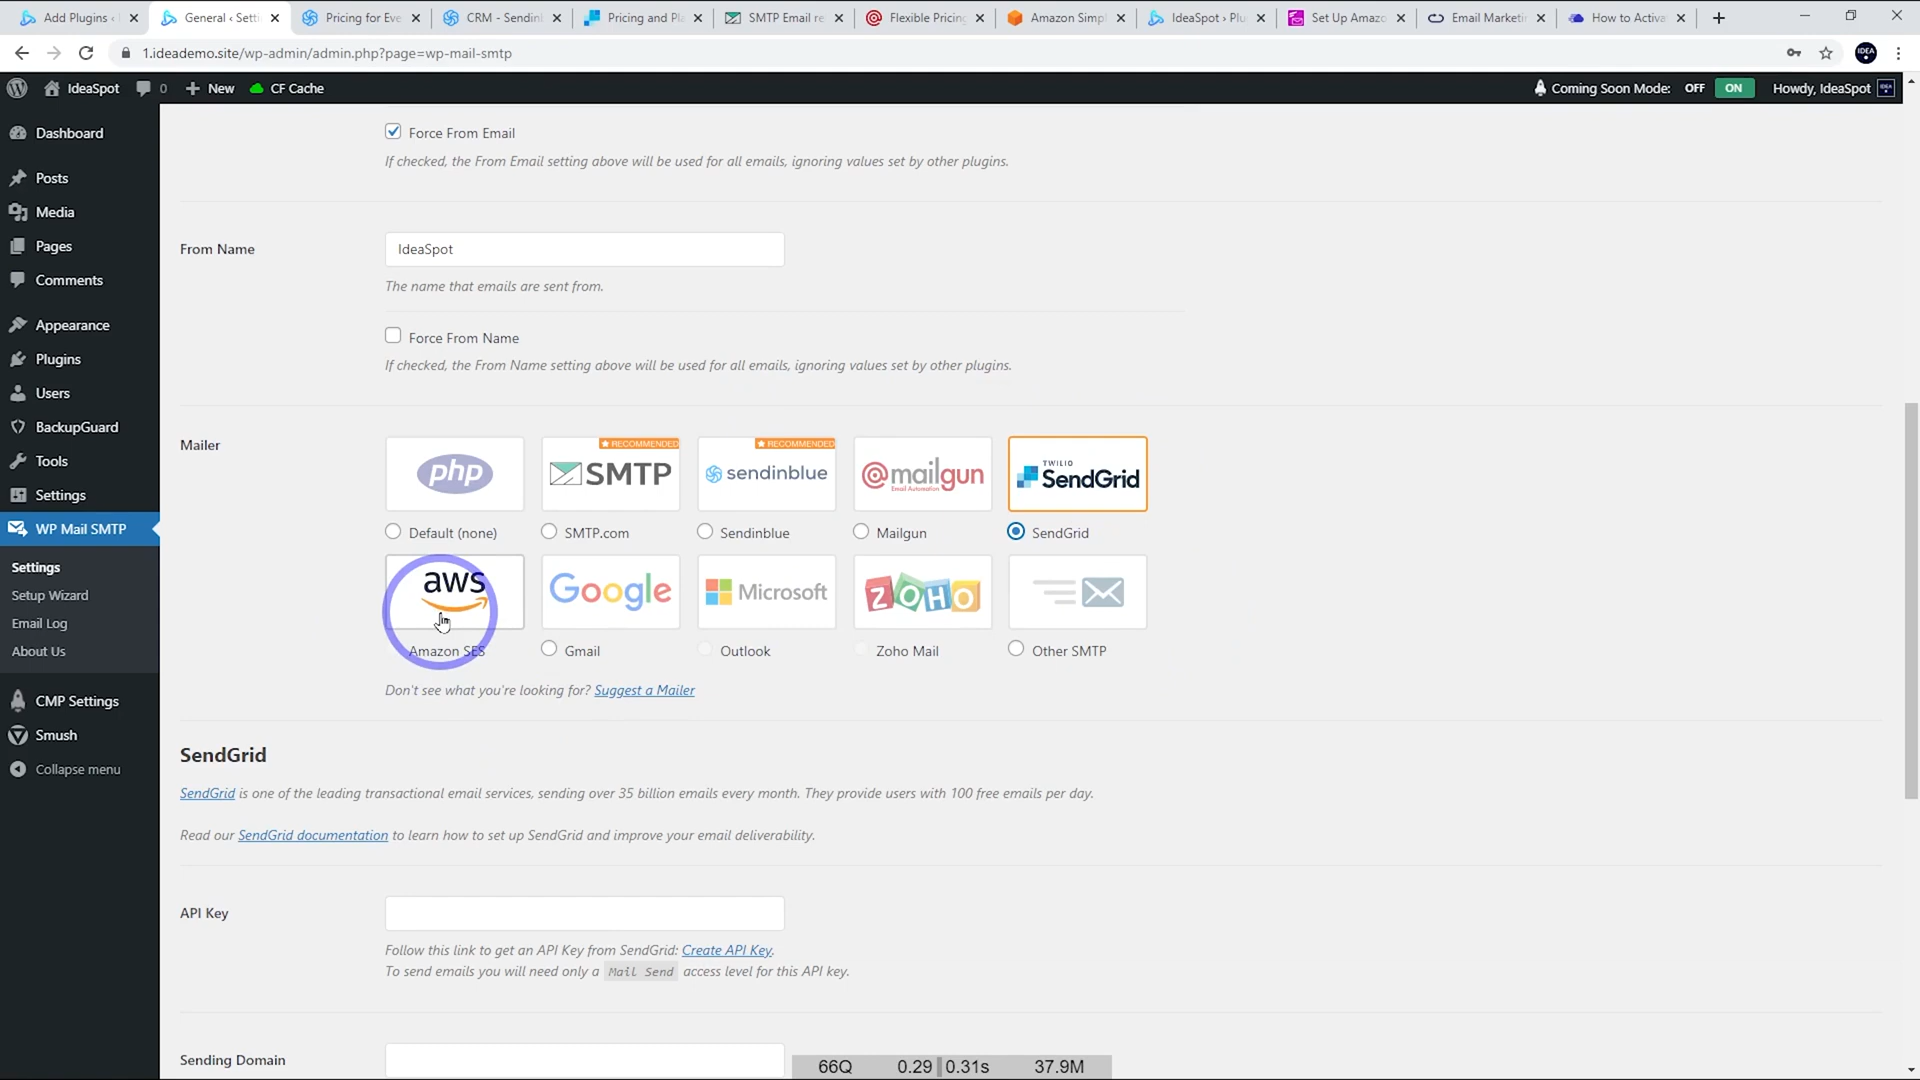 Add Plugins ‹
General ‹ Setti
Pricing for Eve
CRM - Sendin
Pricing and Pla
SMTP Email re
Flexible Pricing
Amazon Simpl
IdeaSpot › Plu
Set Up Amazo
Email Marketi
How to Activa
1.ideademo.site/wp-admin/admin.php?page=wp-mail-smtp
IDEA
IdeaSpot
0
New
CF Cache
Coming Soon Mode:
OFF
ON
Howdy, IdeaSpot
Dashboard
Posts
Media
Pages
Comments
Appearance
Plugins
Users
BackupGuard
Tools
Settings
WP Mail SMTP
Settings
Setup Wizard
Email Log
About Us
CMP Settings
Smush
Collapse menu
Force From Email
If checked, the From Email setting above will be used for all emails, ignoring values set by other plugins.
From Name
IdeaSpot
The name that emails are sent from.
Force From Name
If checked, the From Name setting above will be used for all emails, ignoring values set by other plugins.
Mailer
php
RECOMMENDED
SMTP
RECOMMENDED
sendinblue
@mailgun
Email Automation
TWILIO
SendGrid
Default (none)
SMTP.com
Sendinblue
Mailgun
SendGrid
aws
Google
Microsoft
ZOHO
Amazon SES
Gmail
Outlook
Zoho Mail
Other SMTP
Don't see what you're looking for? Suggest a Mailer
SendGrid
SendGrid is one of the leading transactional email services, sending over 35 billion emails every month. They provide users with 100 free emails per day.
Read our SendGrid documentation to learn how to set up SendGrid and improve your email deliverability.
API Key
Follow this link to get an API Key from SendGrid: Create API Key.
To send emails you will need only a Mail Send access level for this API key.
Sending Domain
66Q 0.29 0.31s 37.9M